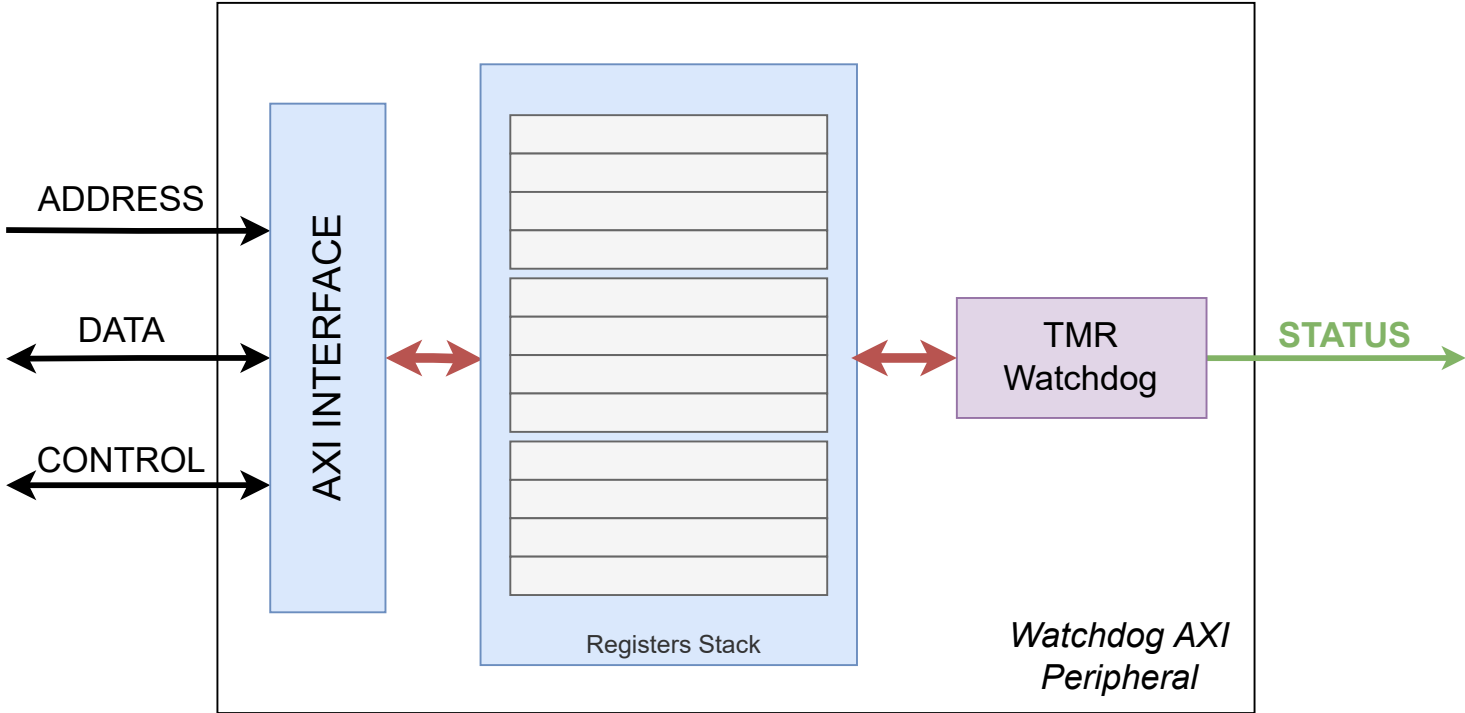 ADDRESS
DATA
CONTROL
AXI INTERFACE
Registers Stack
TMR
Watchdog
STATUS
Watchdog AXI
Peripheral